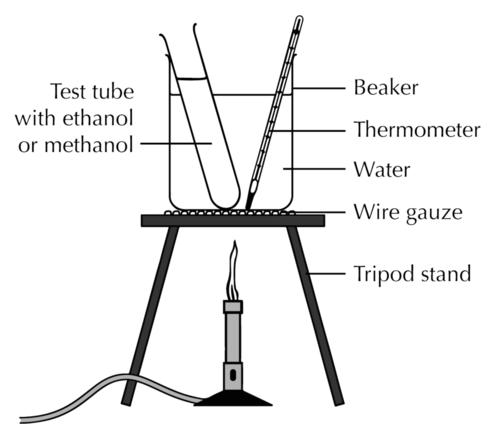 Test tube
with ethanol
or methanol
Beaker
Thermometer
Water
Wire gauze
Tripod stand